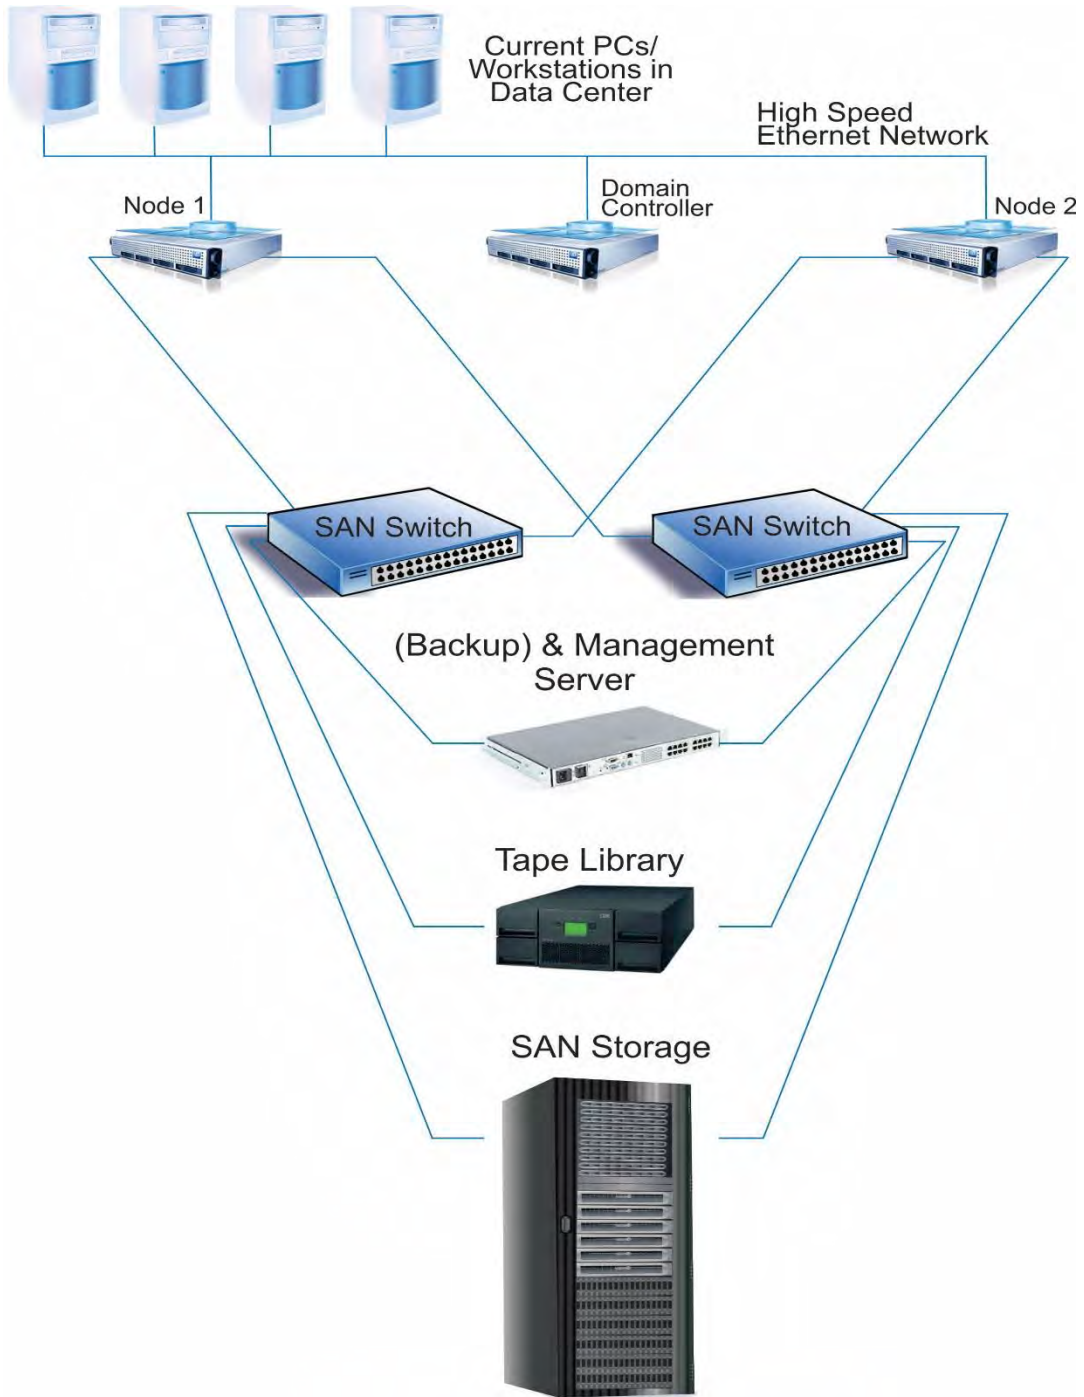 Current PCs/
Workstations in
Data Center
High Speed
Ethernet Network
Node 1
Domain
Controller
Node 2
SAN Switch
SAN Switch
(Backup) & Management
Server
Tape Library
SAN Storage